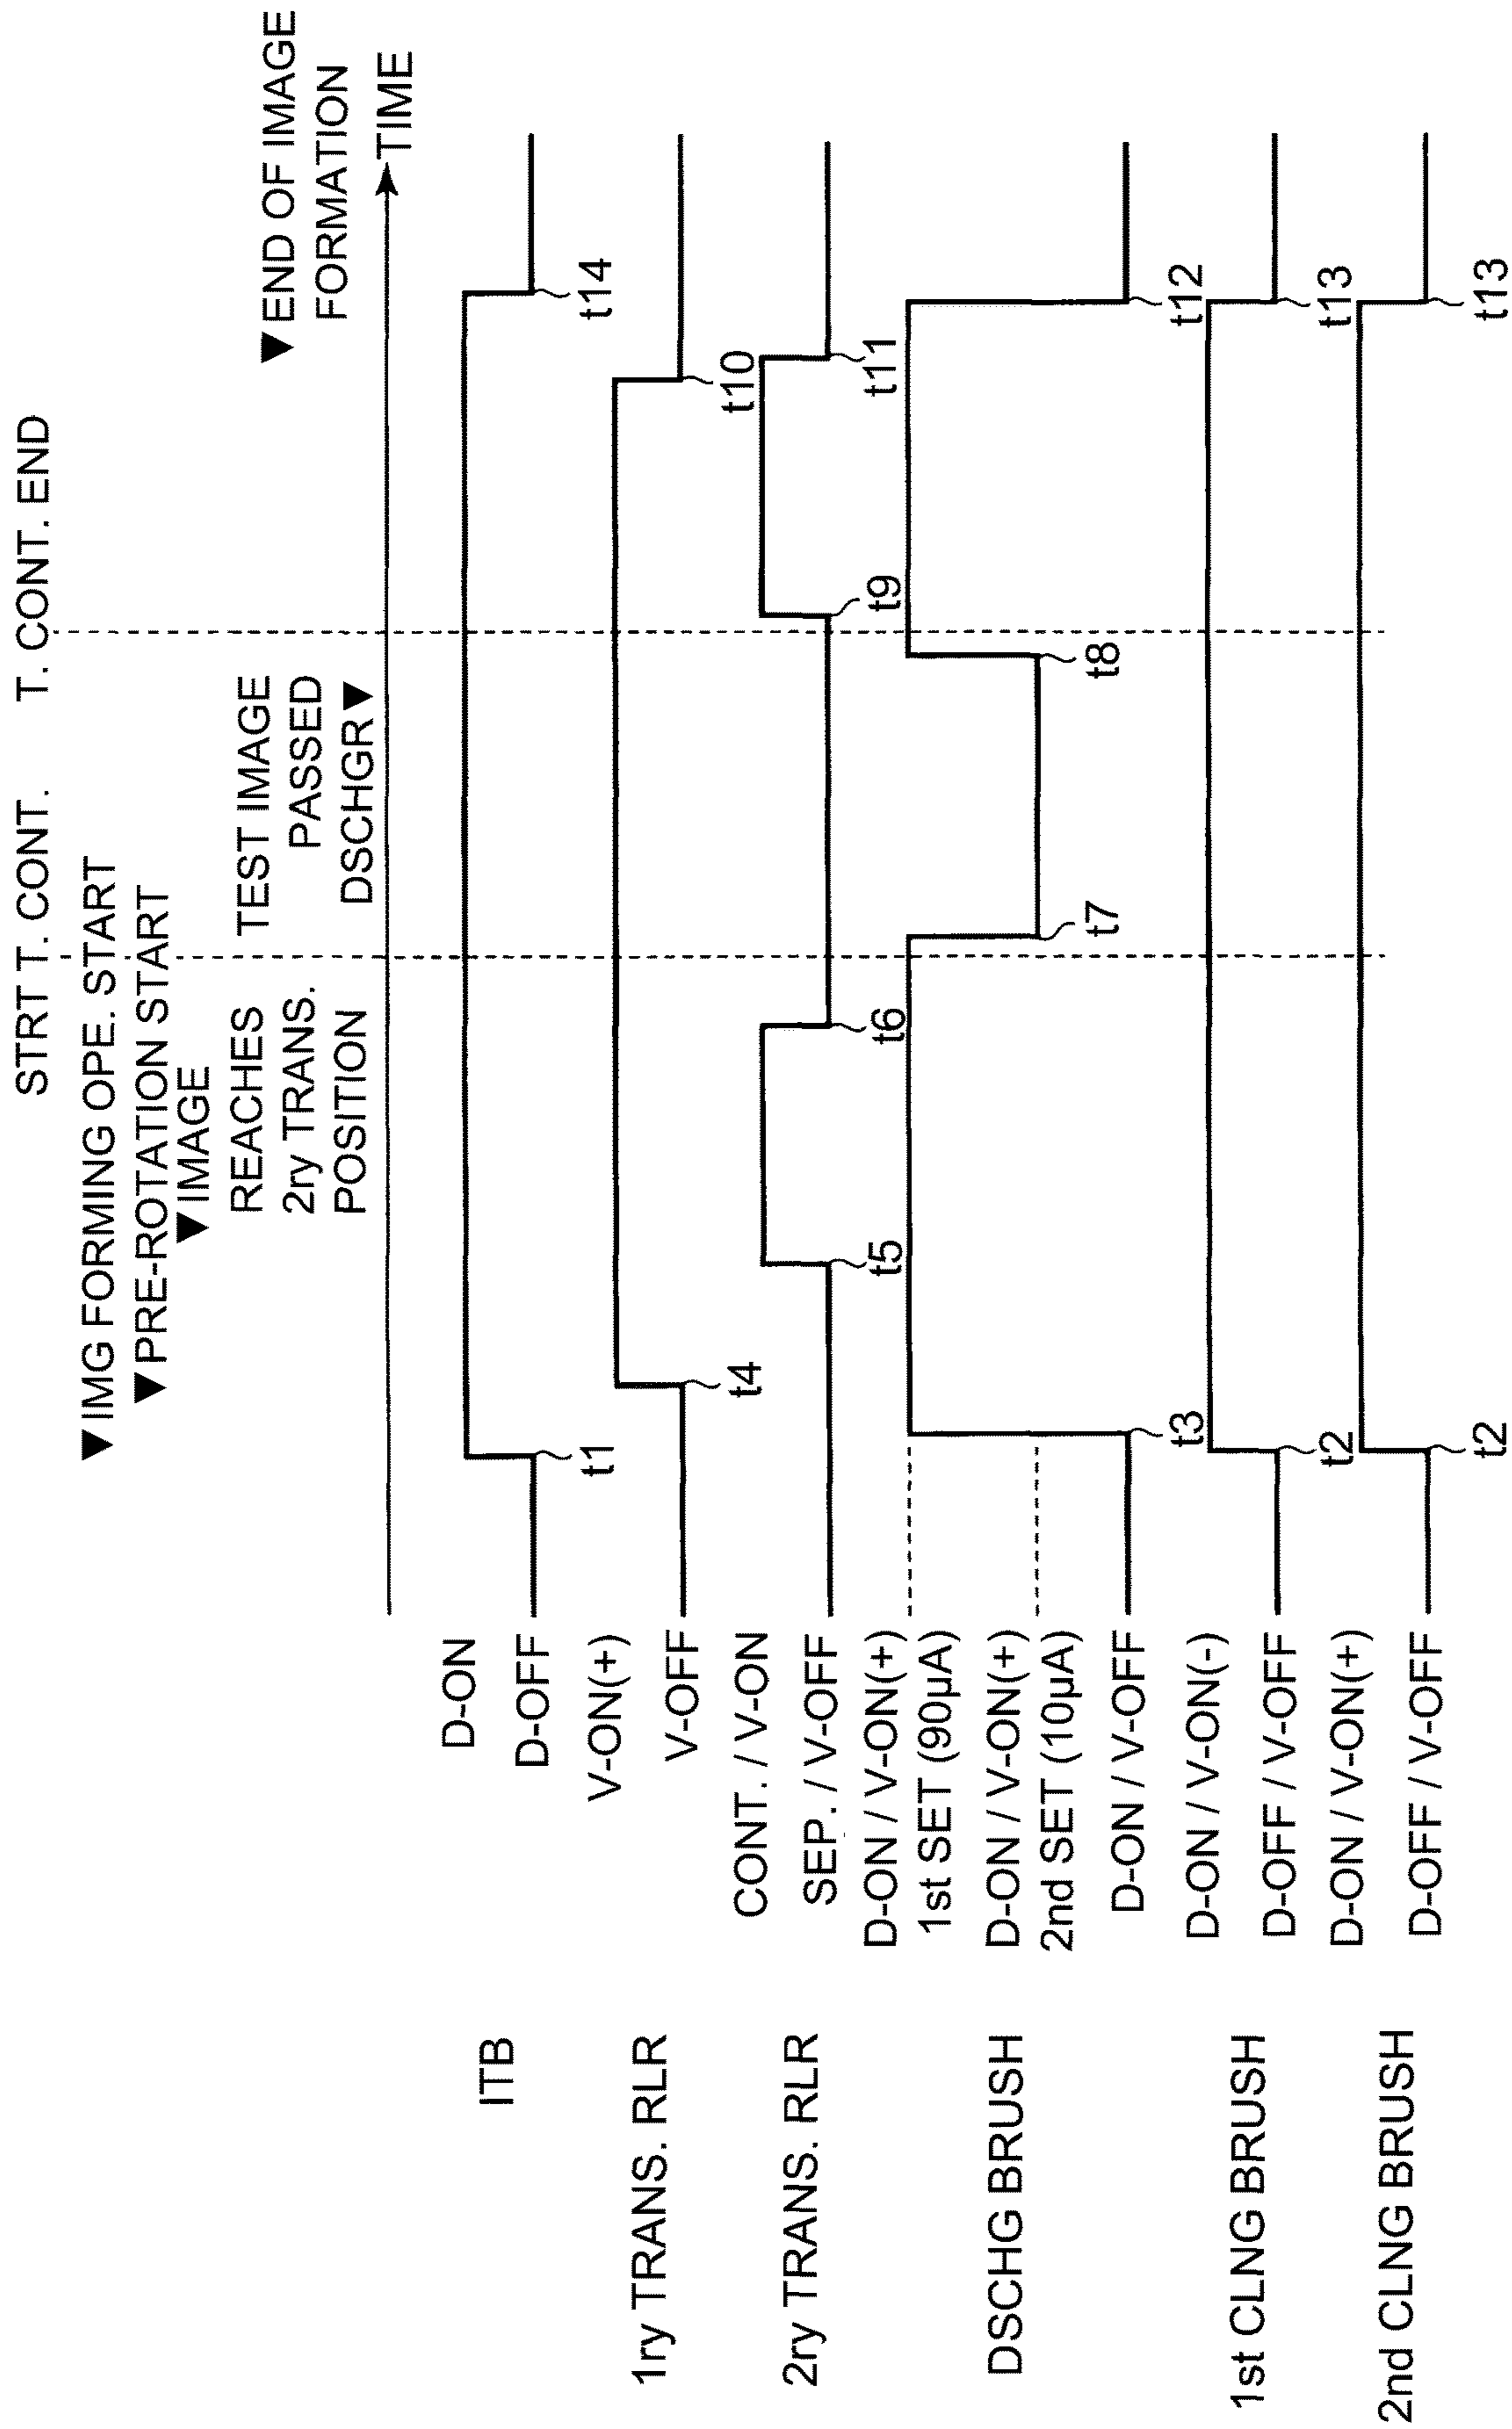 STRT T. CONT.
T. CONT. END
▼IMG FORMING OPE. START
▼PRE-ROTATION START
▼IMAGE
REACHES
2ry TRANS.
POSITION
TEST IMAGE
PASSED
DSCHGR▼
▼END OF IMAGE
FORMATION
TIME
ITB
D-ON
D-OFF
t1
t14
1ry TRANS. RLR
V-ON(+)
V-OFF
t4
t10
2ry TRANS. RLR
CONT. / V-ON
SEP. / V-OFF
t5
t6
t9
t11
DSCHG BRUSH
D-ON / V-ON(+)
1st SET (90μA)
D-ON / V-ON(+)
2nd SET (10μA)
D-ON / V-OFF
t3
t7
t8
t12
1st CLNG BRUSH
D-ON / V-ON(-)
D-OFF / V-OFF
t2
t13
2nd CLNG BRUSH
D-ON / V-ON(+)
D-OFF / V-OFF
t2
t13